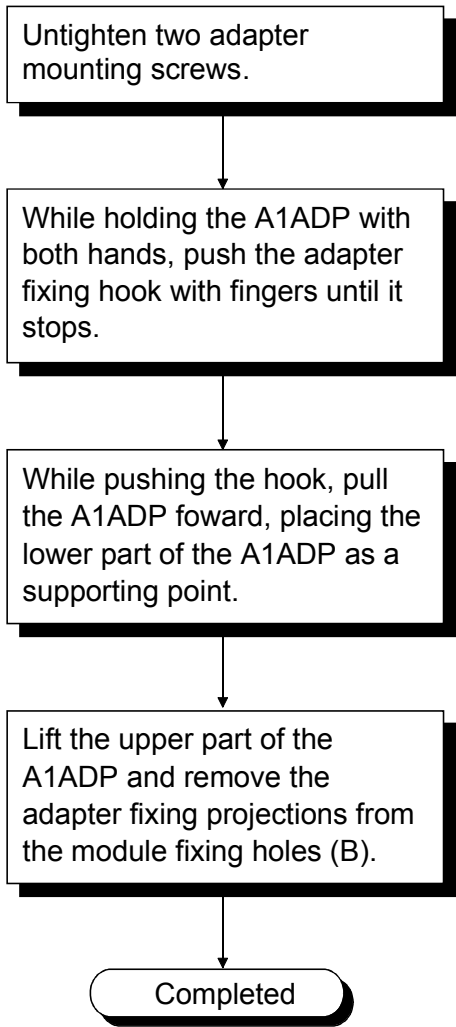 Untighten two adapter
mounting screws.
While holding the A1ADP with
both hands, push the adapter
fixing hook with fingers until it
stops.
While pushing the hook, pull
the A1ADP foward, placing the
lower part of the A1ADP as a
supporting point.
Lift the upper part of the
A1ADP and remove the
adapter fixing projections from
the module fixing holes (B).
Completed